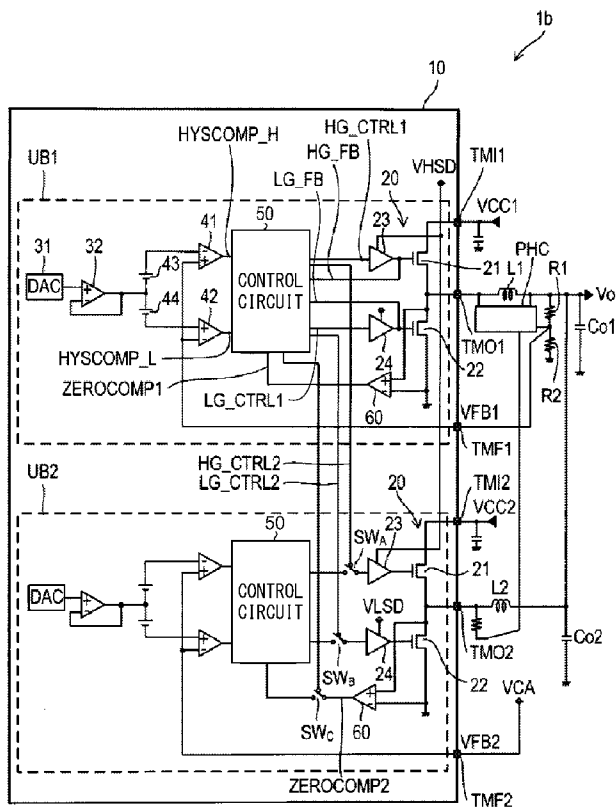 1b
10
HYSCOMP_H
HG_CTRL1
HG_FB
LG_FB
VHSD
TMI1
UB1
50
20
VCC1
31
32
41
23
PHC
43
21
L1
R1
DAC
CONTROL
CIRCUIT
Vo
44
42
TMO1
Co1
HYSCOMP_L
24
22
R2
ZEROCOMP1
60
LG_CTRL1
VFB1
TMF1
HG_CTRL2
LG_CTRL2
UB2
TMI2
50
20
VCC2
SWA
23
21
L2
DAC
CONTROL
CIRCUIT
VLSD
TMO2
24
22
Co2
SWB
VCA
60
SWC
VFB2
ZEROCOMP2
TMF2